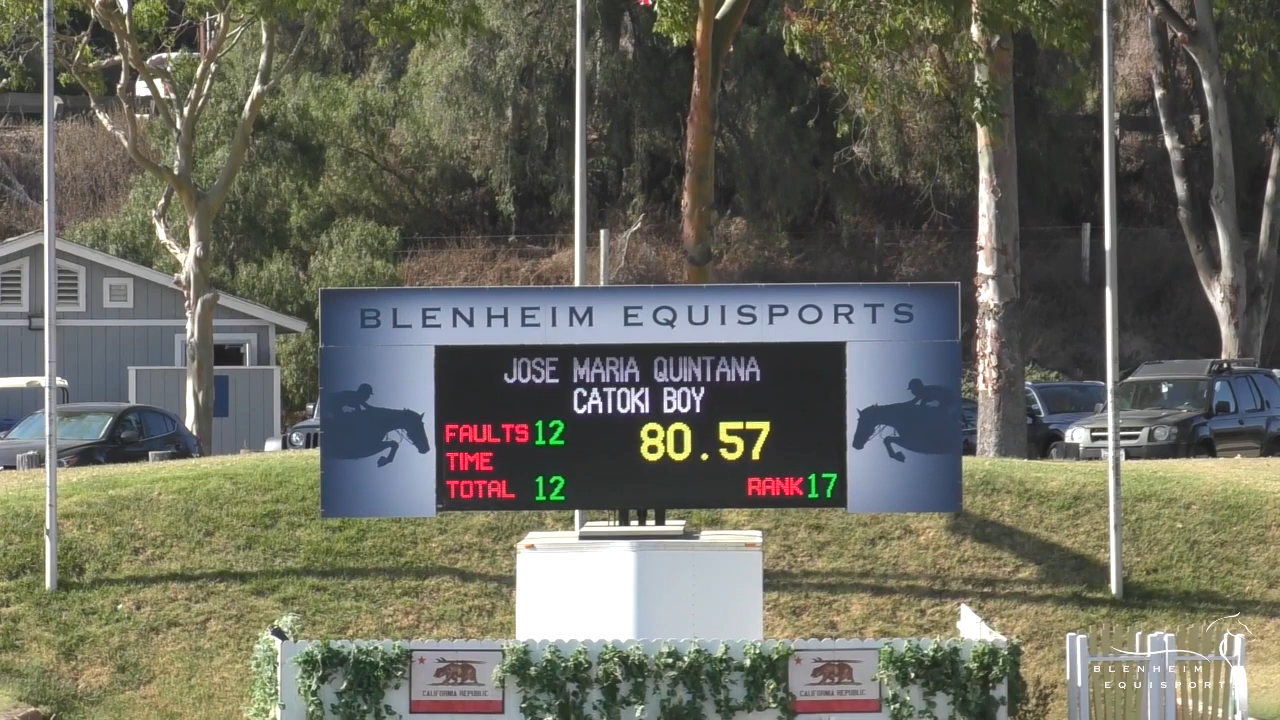 BLENHEIM EQUISPORTS
JOSE MARIA QUINTANA
CATOKI BOY
FAULTS 12
80.57
TIME
TOTAL 12
RANK 17
CALIFORNIA REPUBLIC
CALIFORNIA REPUBLIC
BLENHEIM
EQUISPORTS